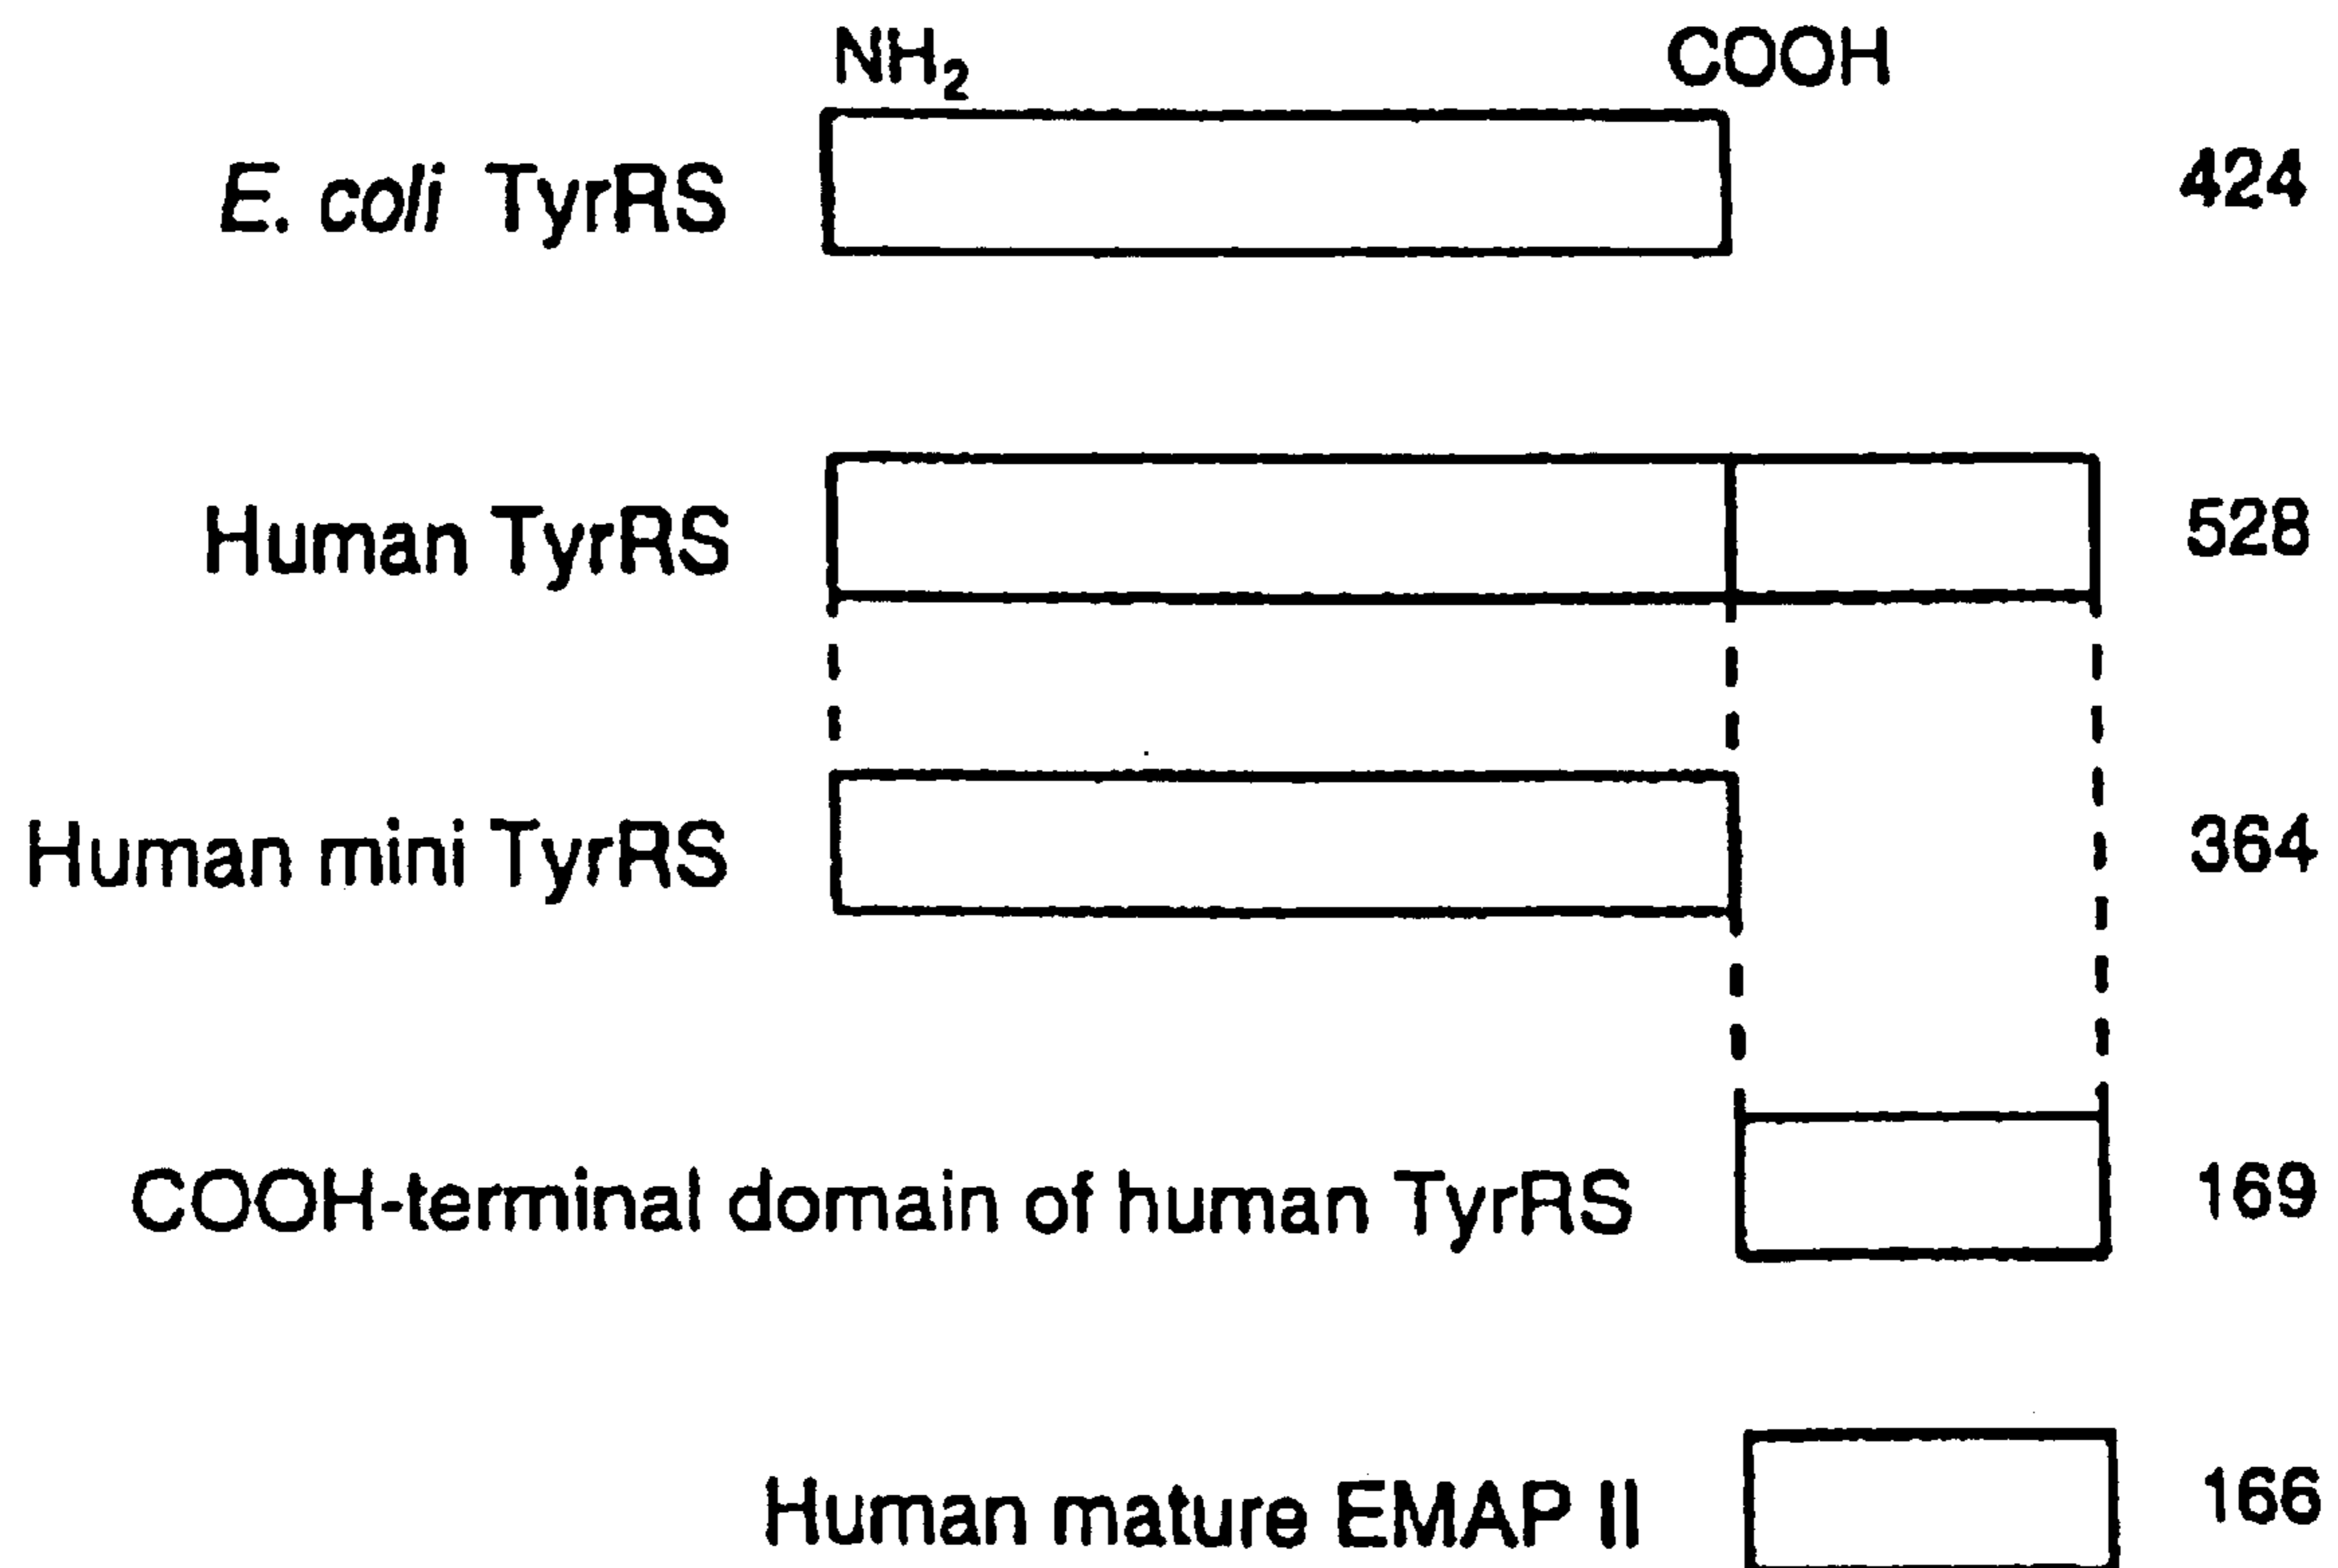 NH₂ COOH
E. coli TyrRS 424
Human TyrRS 528
Human mini TyrRS 364
COOH-terminal domain of human TyrRS 169
Human mature EMAP II 166